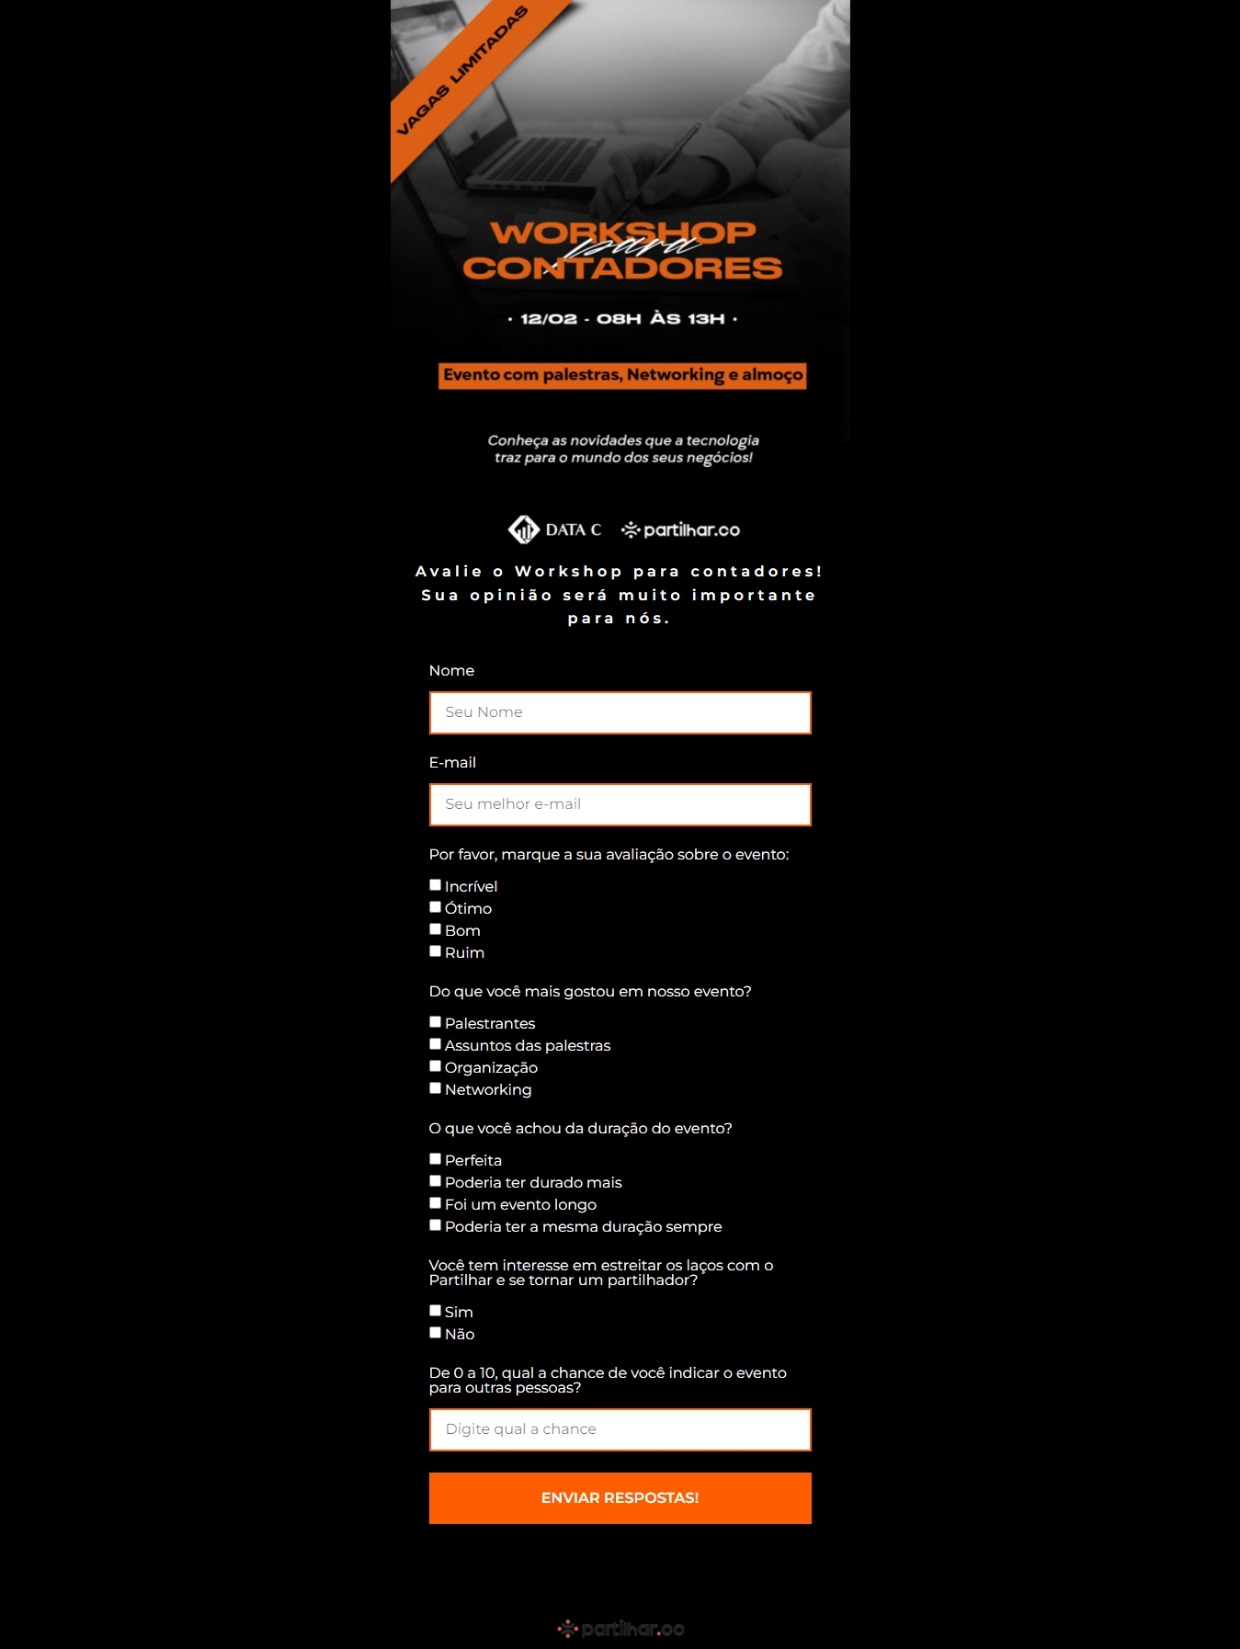 VAGAS LIMITADAS
WORKSHOP
para
CONTADORES
· 12/02 - 08H ÀS 13H ·
Evento com palestras, Networking e almoço
Conheça as novidades que a tecnologia
traz para o mundo dos seus negócios!
DATA C partilhar.co
Avalie o Workshop para contadores!
Sua opinião será muito importante
para nós.
Nome
Seu Nome
E-mail
Seu melhor e-mail
Por favor, marque a sua avaliação sobre o evento:
Incrível
Ótimo
Bom
Ruim
Do que você mais gostou em nosso evento?
Palestrantes
Assuntos das palestras
Organização
Networking
O que você achou da duração do evento?
Perfeita
Poderia ter durado mais
Foi um evento longo
Poderia ter a mesma duração sempre
Você tem interesse em estreitar os laços com o
Partilhar e se tornar um partilhador?
Sim
Não
De 0 a 10, qual a chance de você indicar o evento
para outras pessoas?
Digite qual a chance
ENVIAR RESPOSTAS!
partilhar.co